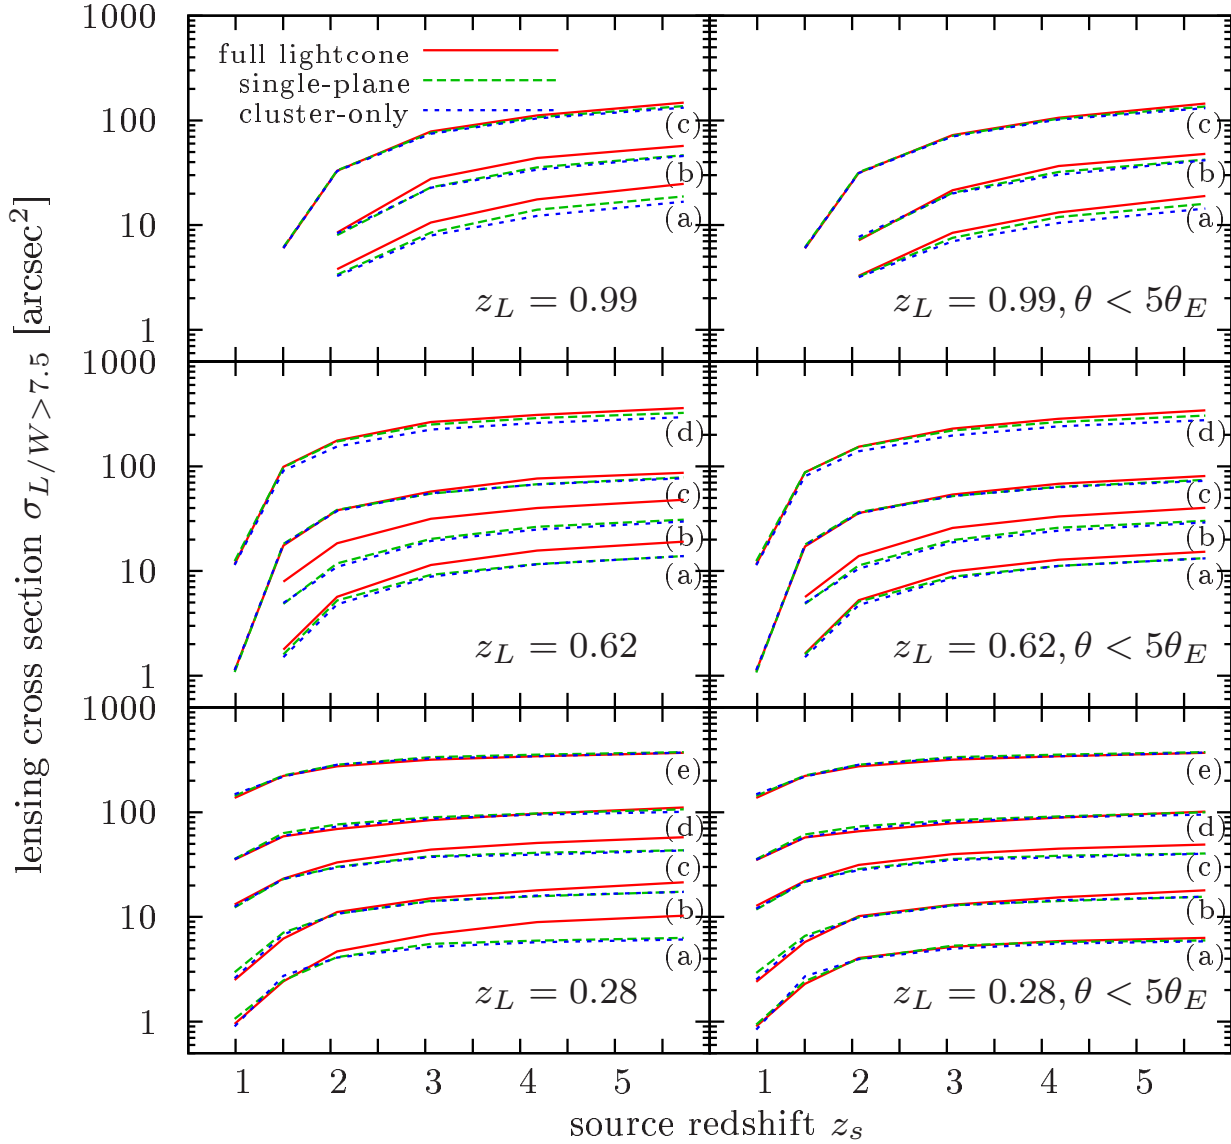 lensing cross section σ_{L/W>7.5} [arcsec²]
1000
100
10
1
full lightcone
single-plane
cluster-only
(c)
(b)
(a)
z_L = 0.99
(c)
(b)
(a)
z_L = 0.99, θ < 5θ_E
1000
100
10
1
(d)
(c)
(b)
(a)
z_L = 0.62
(d)
(c)
(b)
(a)
z_L = 0.62, θ < 5θ_E
1000
100
10
1
(e)
(d)
(c)
(b)
(a)
z_L = 0.28
(e)
(d)
(c)
(b)
(a)
z_L = 0.28, θ < 5θ_E
1 2 3 4 5
1 2 3 4 5
source redshift z_s